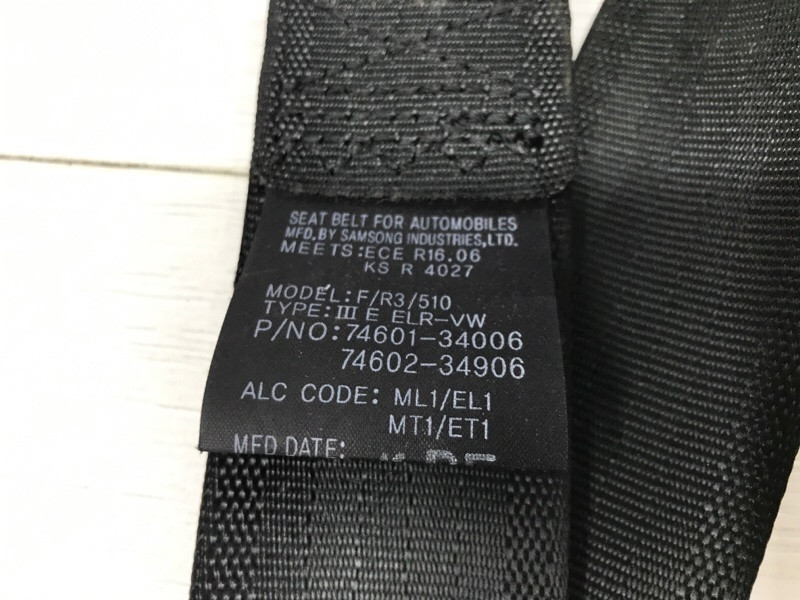 SEAT BELT FOR AUTOMOBILES
MFD.BY SAMSONG INDUSTRIES,LTD.
MEETS:ECE R16.06
KS R 4027
MODEL:F/R3/510
TYPE:III E ELR-VW
P/NO:74601-34006
74602-34906
ALC CODE: ML1/EL1
MT1/ET1
MFD DATE: